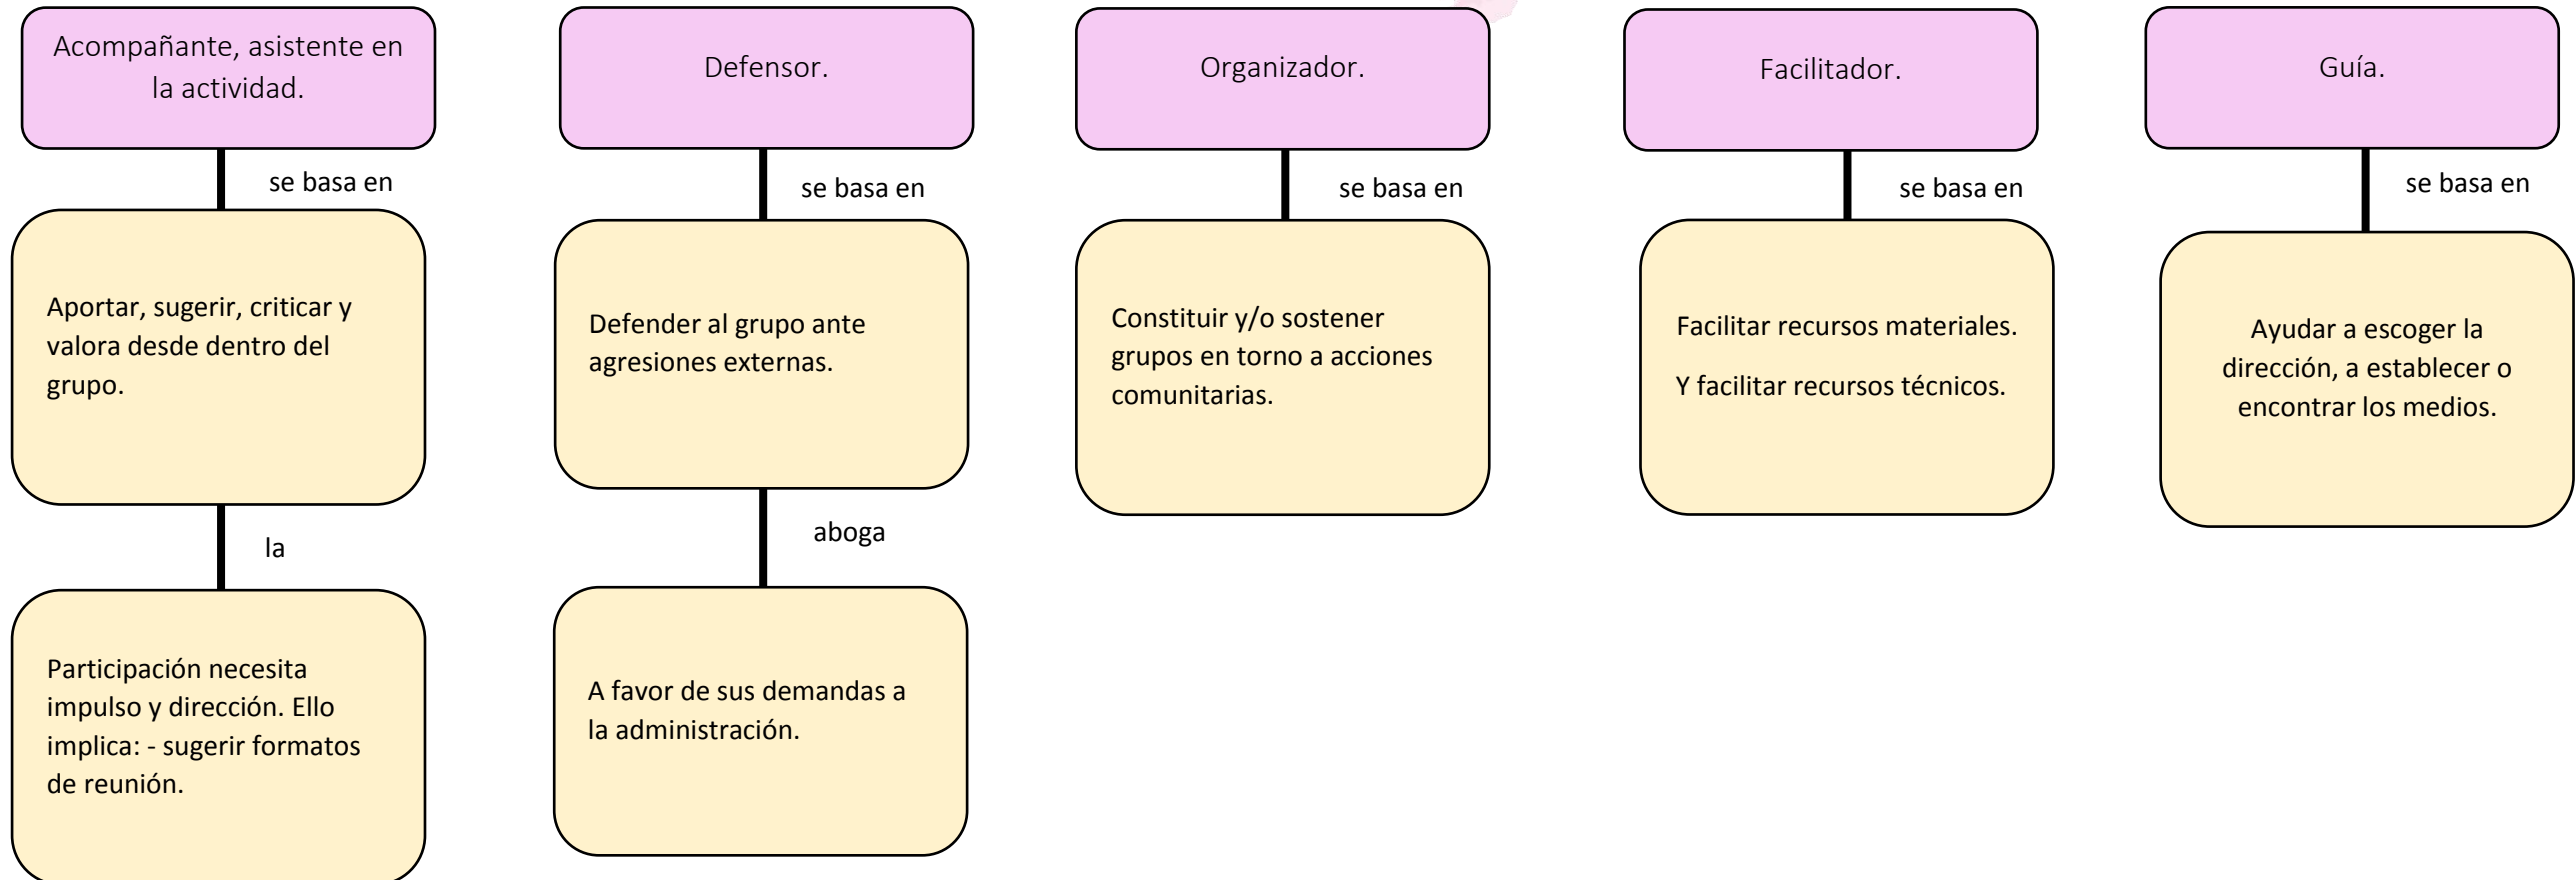 Acompañante, asistente en
la actividad.
se basa en
Aportar, sugerir, criticar y
valora desde dentro del
grupo.
la
Participación necesita
impulso y dirección. Ello
implica: - sugerir formatos
de reunión.
Defensor.
se basa en
Defender al grupo ante
agresiones externas.
aboga
A favor de sus demandas a
la administración.
Organizador.
se basa en
Constituir y/o sostener
grupos en torno a acciones
comunitarias.
Facilitador.
se basa en
Facilitar recursos materiales.
Y facilitar recursos técnicos.
Guía.
se basa en
Ayudar a escoger la
dirección, a establecer o
encontrar los medios.